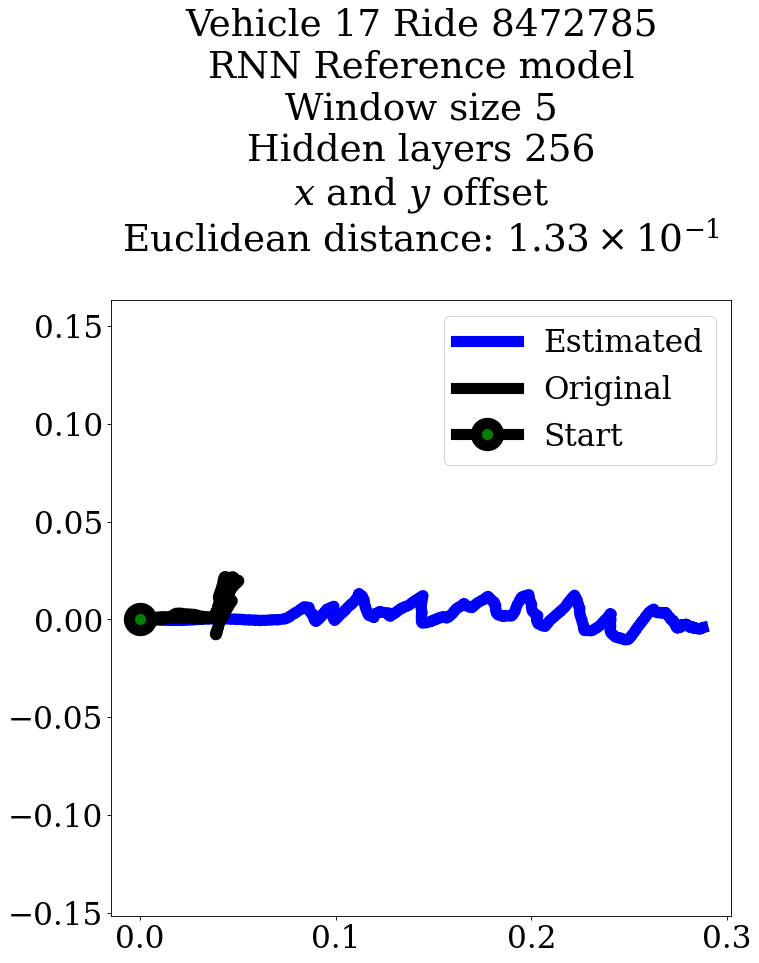 Vehicle 17 Ride 8472785
RNN Reference model
Window size 5
Hidden layers 256
x and y offset
Euclidean distance: 1.33 × 10⁻¹
Estimated
Original
Start
0.15
0.10
0.05
0.00
−0.05
−0.10
−0.15
0.0 0.1 0.2 0.3